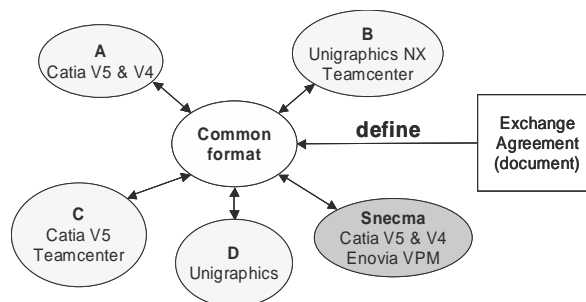 A
Catia V5 & V4
B
Unigraphics NX
Teamcenter
Common
format
define
Exchange
Agreement
(document)
C
Catia V5
Teamcenter
D
Unigraphics
Snecma
Catia V5 & V4
Enovia VPM